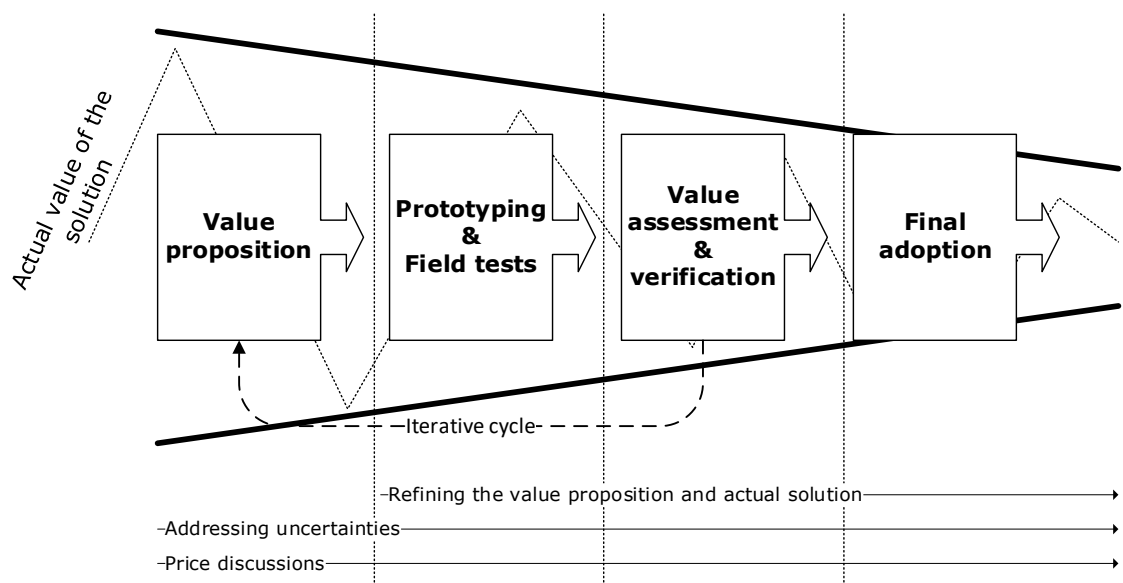 Actual value of the
solution
Value
proposition
Prototyping
&
Field tests
Value
assessment
&
verification
Final
adoption
Iterative cycle
Refining the value proposition and actual solution
Addressing uncertainties
Price discussions